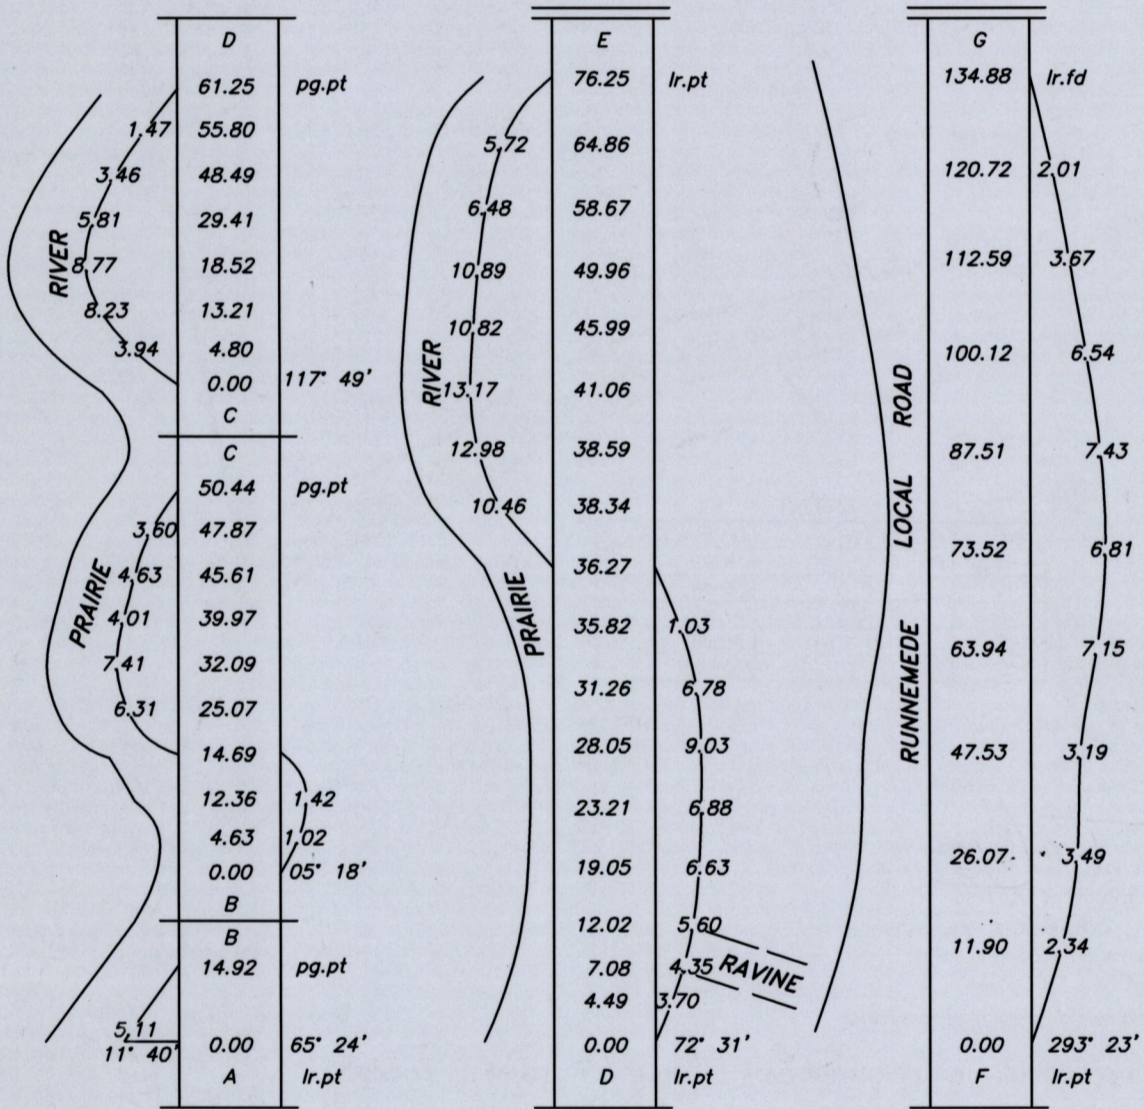 D
61.25 pg.pt
1.47 55.80
3.46 48.49
5.81 29.41
8.77 18.52
8.23 13.21
3.94 4.80
0.00 117° 49'
C
RIVER
C
50.44 pg.pt
3.60 47.87
4.63 45.61
4.01 39.97
7.41 32.09
6.31 25.07
14.69
12.36 1.42
4.63 1.02
0.00 05° 18'
B
PRAIRIE
B
14.92 pg.pt
5.11
11° 40' 0.00 65° 24'
A Ir.pt
E
76.25 Ir.pt
5.72 64.86
6.48 58.67
10.89 49.96
10.82 45.99
13.17 41.06
12.98 38.59
10.46 38.34
36.27
35.82 1.03
31.26 6.78
28.05 9.03
23.21 6.88
19.05 6.63
12.02 5.60
7.08 4.35 RAVINE
4.49 3.70
0.00 72° 31'
D Ir.pt
RIVER
PRAIRIE
G
134.88 Ir.fd
120.72 2.01
112.59 3.67
100.12 6.54
87.51 7.43
73.52 6.81
63.94 7.15
47.53 3.19
26.07 3.49
11.90 2.34
0.00 293° 23'
F Ir.pt
RUNNEMEDE LOCAL ROAD